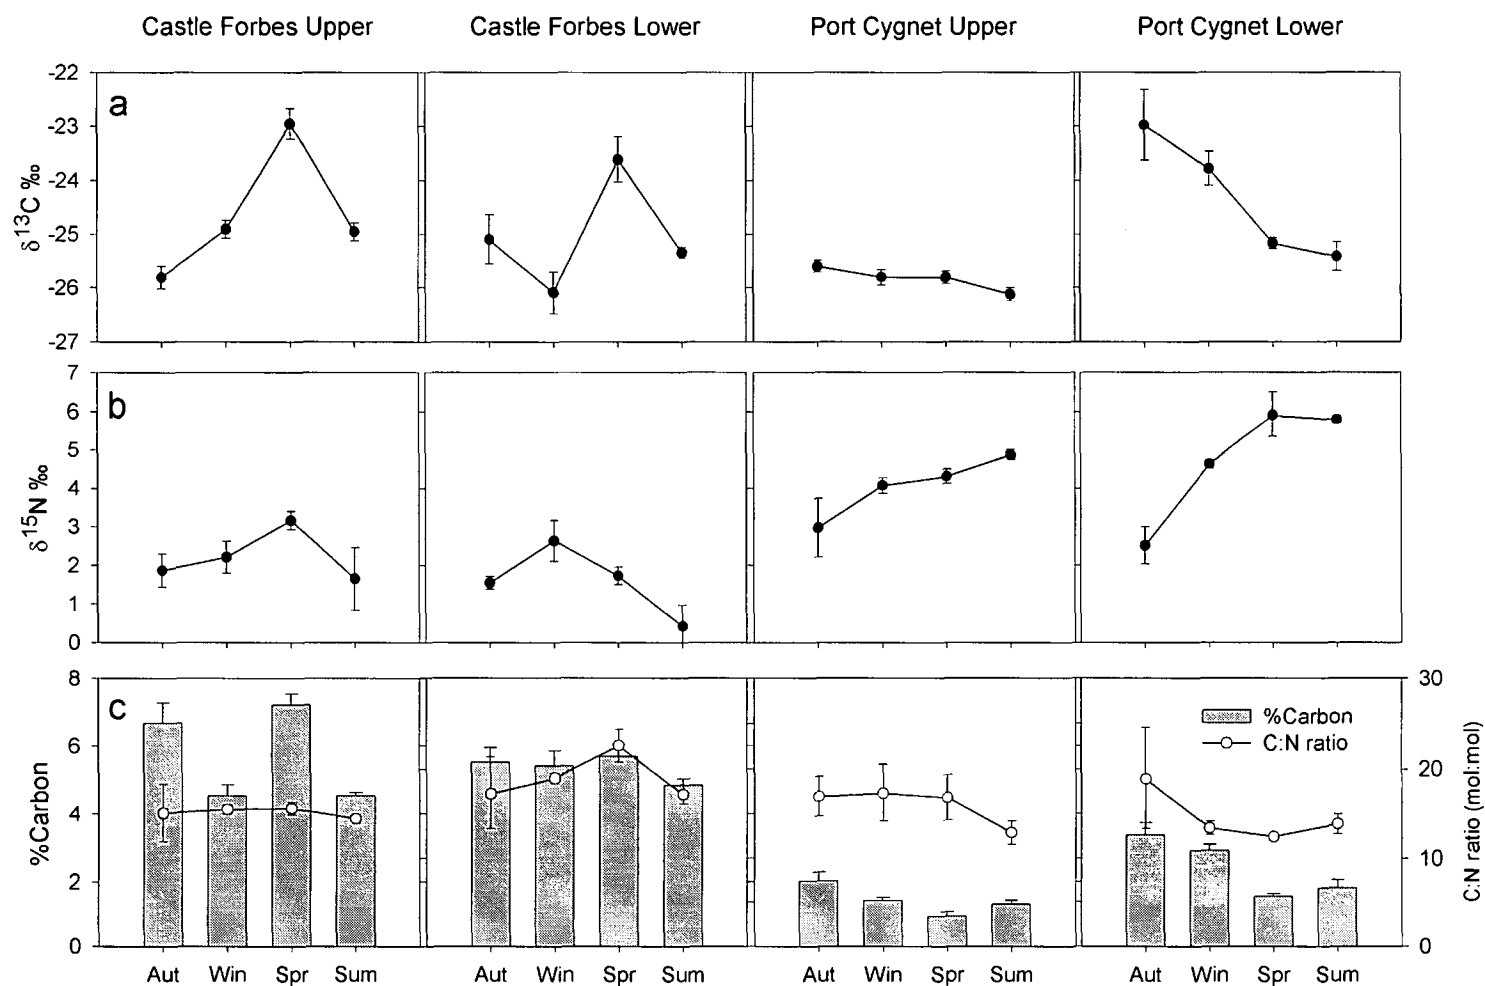 Castle Forbes Upper Castle Forbes Lower Port Cygnet Upper Port Cygnet Lower
a
-22
-23
-24
-25
-26
-27
δ13C ‰
b
7
6
5
4
3
2
1
0
δ15N ‰
c
8
6
4
2
0
%Carbon
%Carbon
C:N ratio
30
20
10
0
C:N ratio (mol:mol)
Aut Win Spr Sum Aut Win Spr Sum Aut Win Spr Sum Aut Win Spr Sum